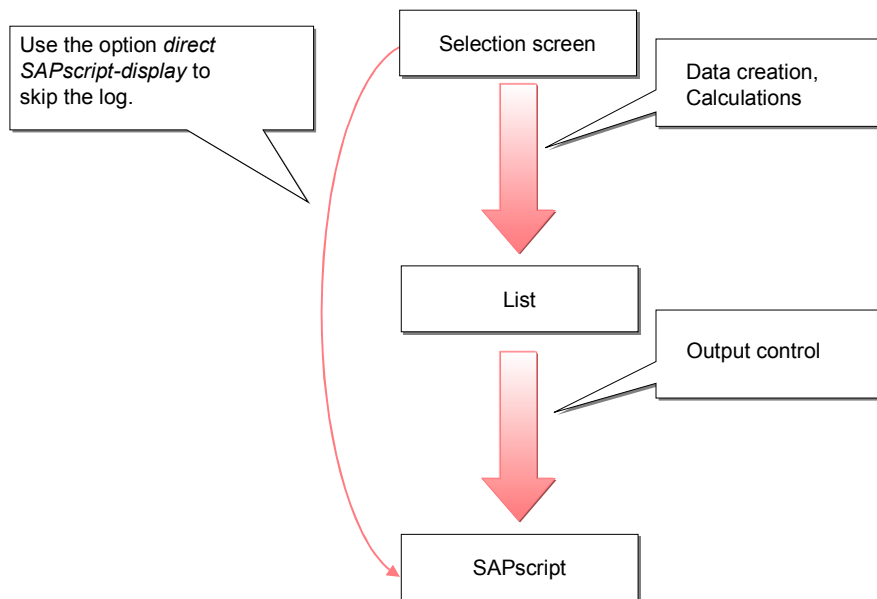 Use the option direct
SAPscript-display to
skip the log.
Selection screen
Data creation,
Calculations
List
Output control
SAPscript